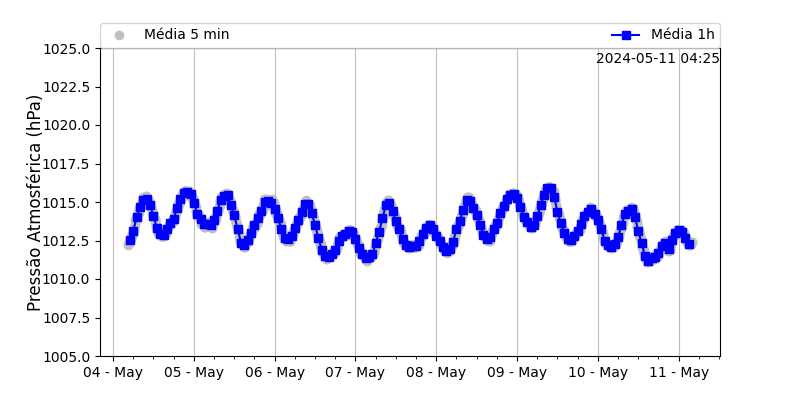 Média 5 min
Média 1h
2024-05-11 04:25
Pressão Atmosférica (hPa)
1025.0
1022.5
1020.0
1017.5
1015.0
1012.5
1010.0
1007.5
1005.0
04 - May
05 - May
06 - May
07 - May
08 - May
09 - May
10 - May
11 - May